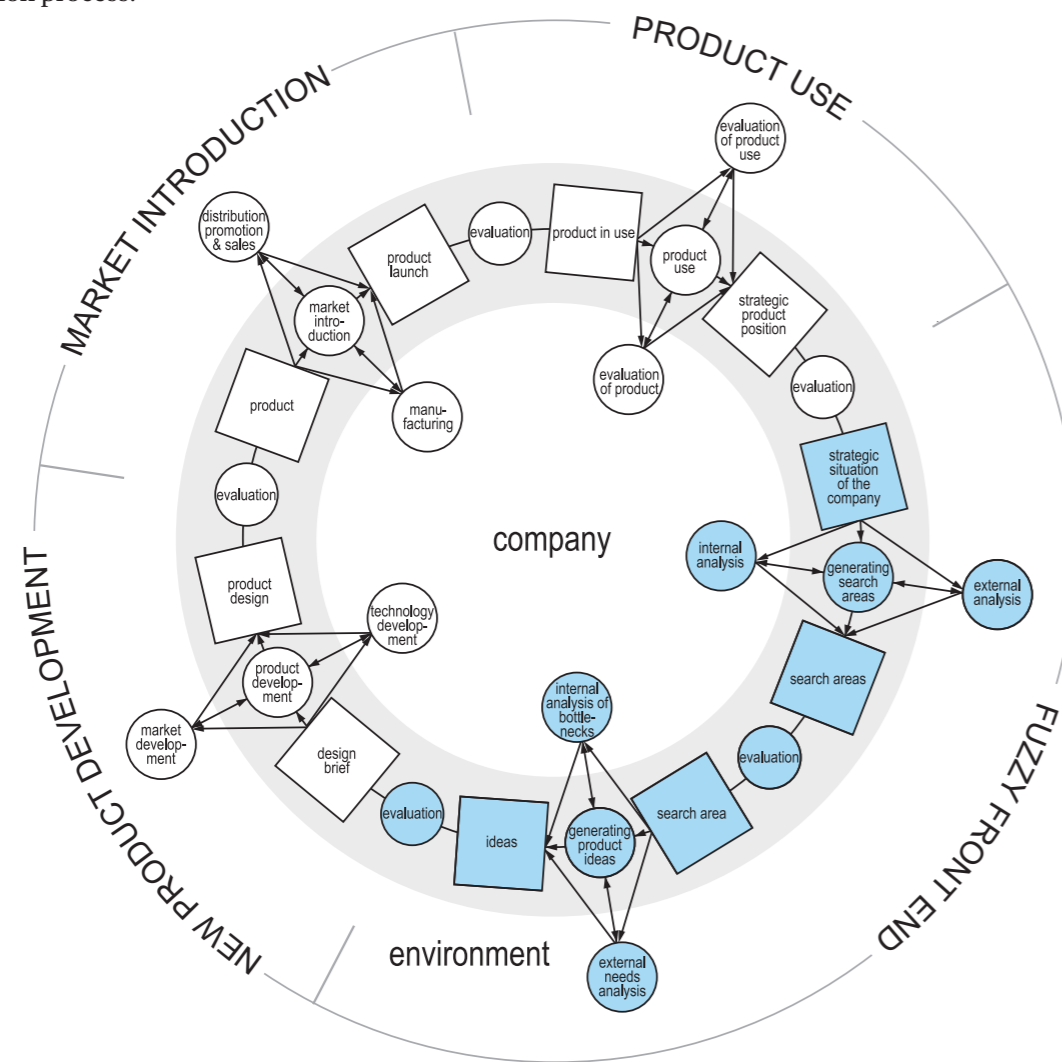 ion process.
PRODUCT USE
MARKET INTRODUCTION
evaluation
of product
use
distribution
promotion
& sales
product
launch
evaluation
product in use
product
use
market
intro-
duction
strategic
product
position
evaluation
of product
evaluation
product
manu-
facturing
strategic
situation
of the
company
evaluation
company
internal
analysis
generating
search
areas
external
analysis
product
design
technology
develop-
ment
product
develop-
ment
search areas
market
develop-
ment
internal
analysis of
bottle-
necks
design
brief
evaluation
evaluation
search area
ideas
generating
product
ideas
environment
external
needs
analysis
NEW PRODUCT DEVELOPMENT
FUZZY FRONT END